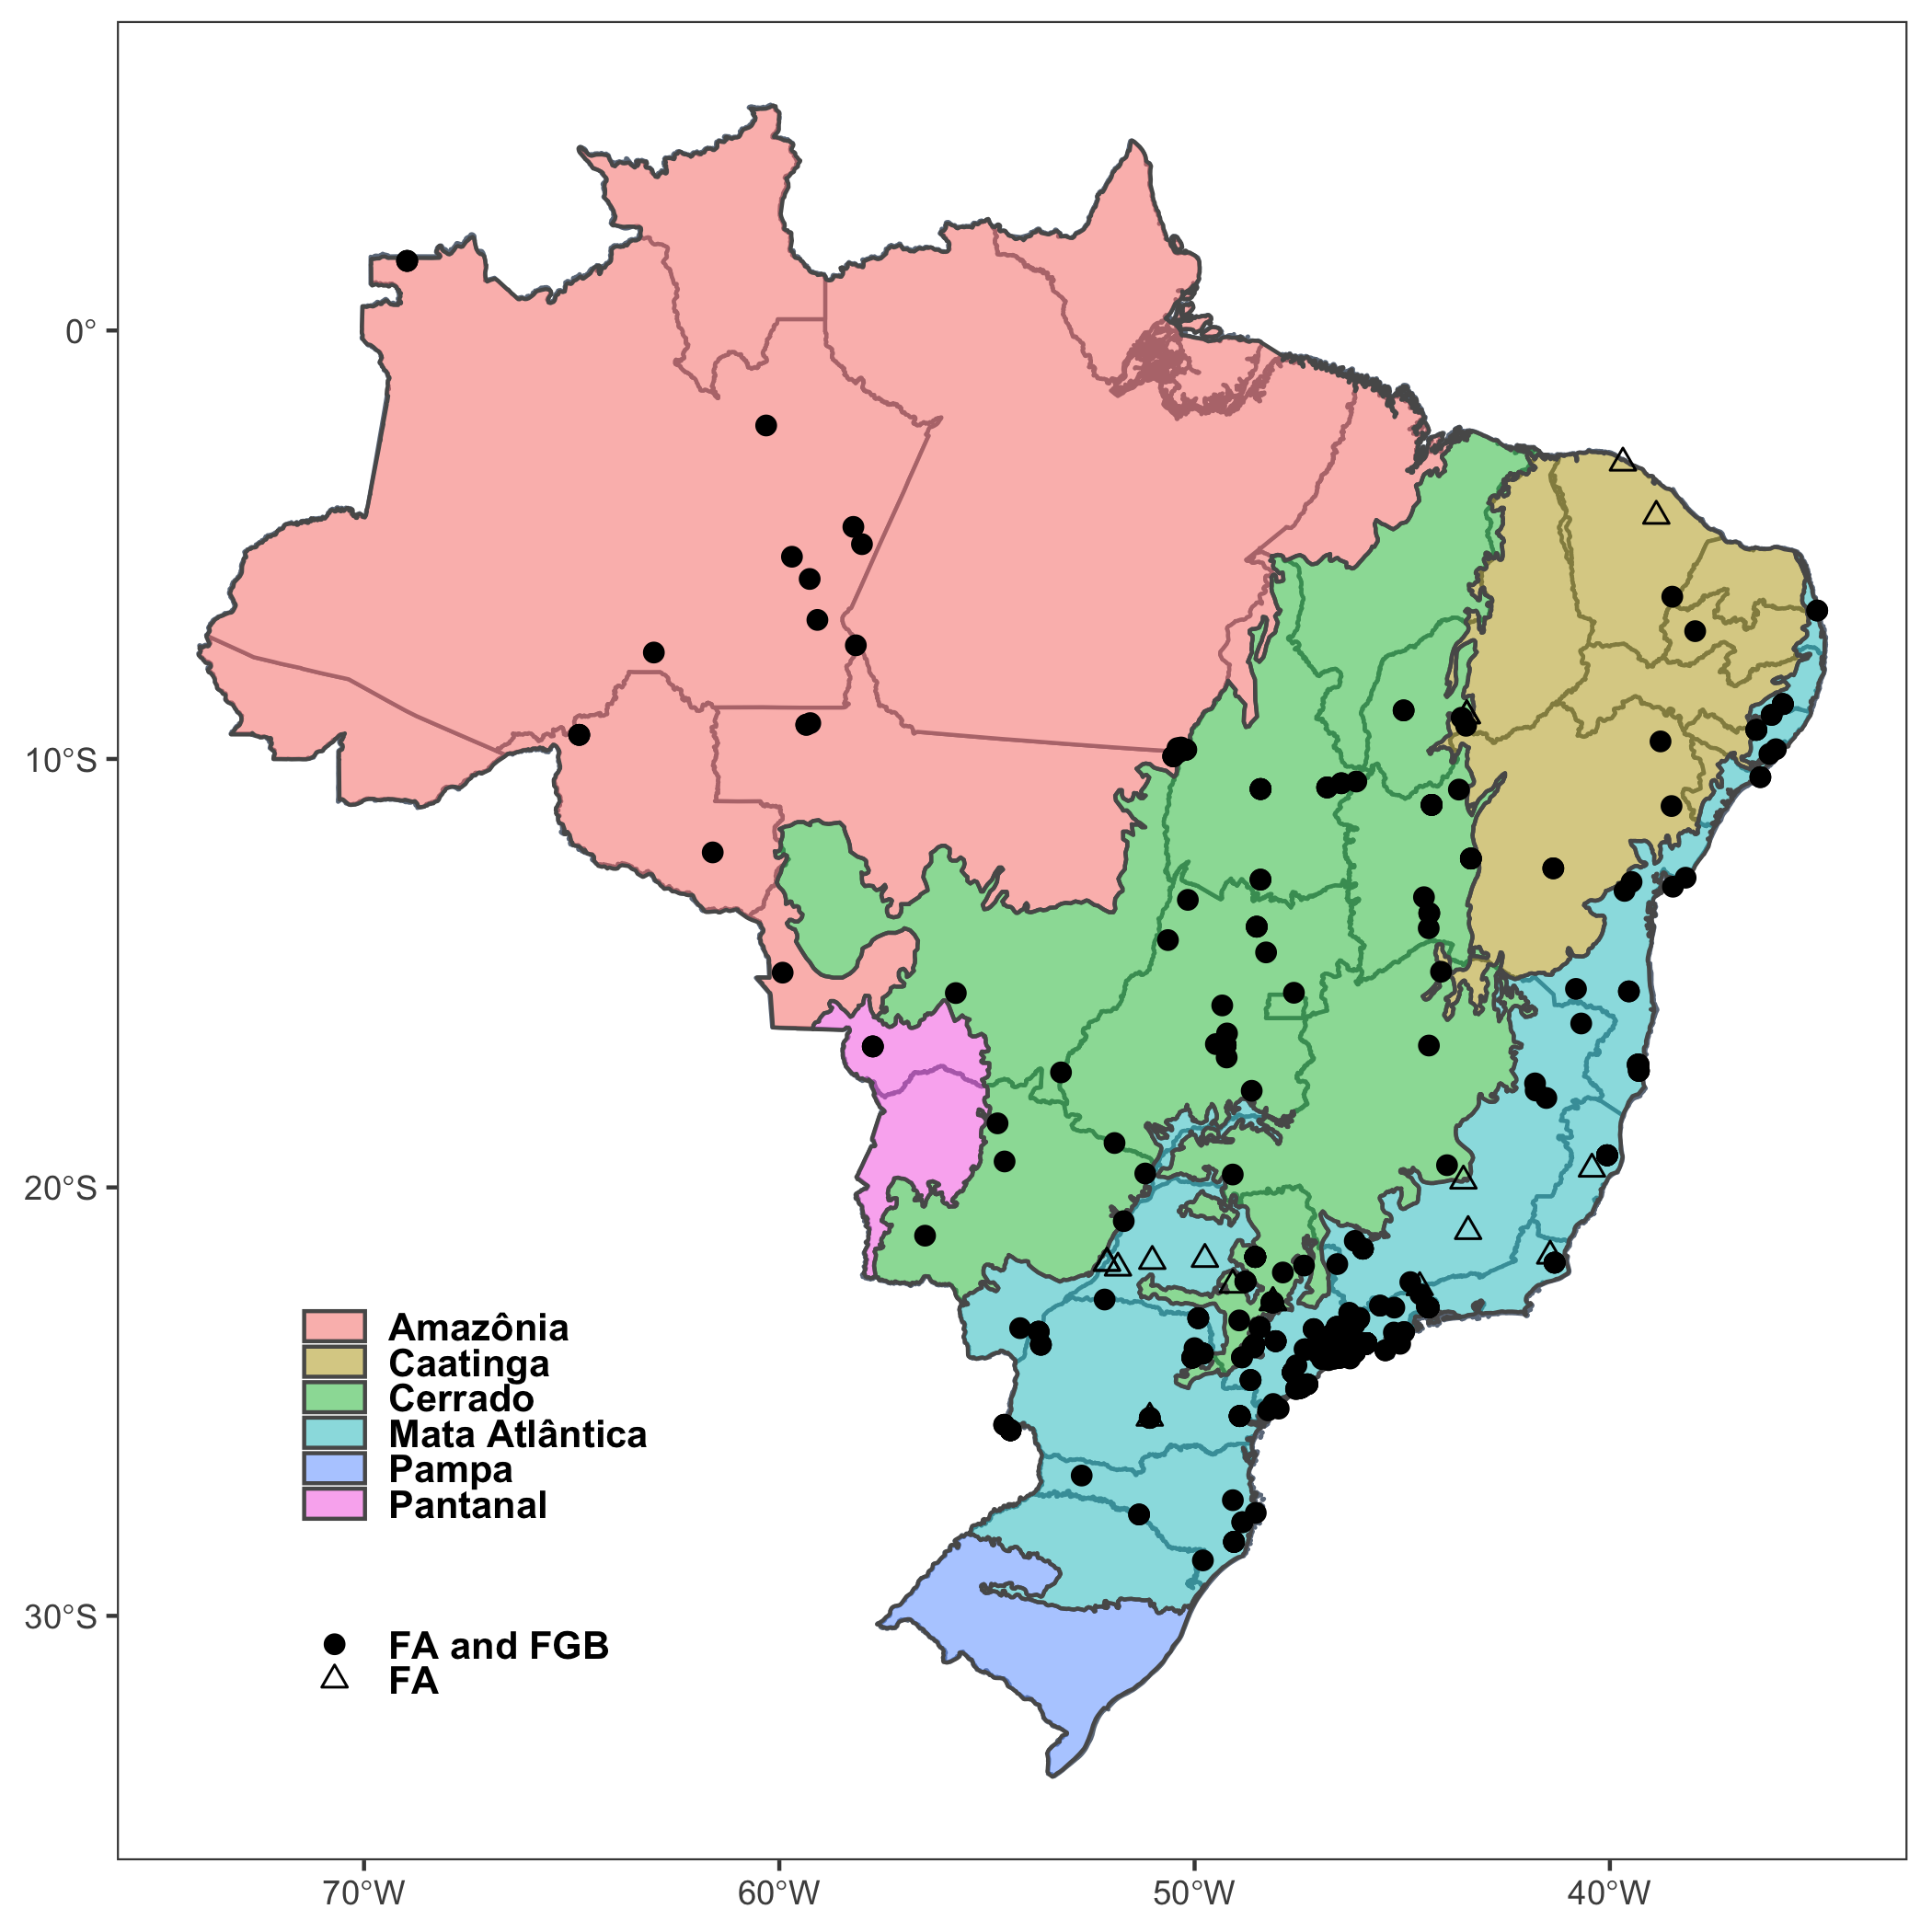 0°
10°S
20°S
30°S
Amazônia
Caatinga
Cerrado
Mata Atlântica
Pampa
Pantanal
FA and FGB
FA
70°W
60°W
50°W
40°W